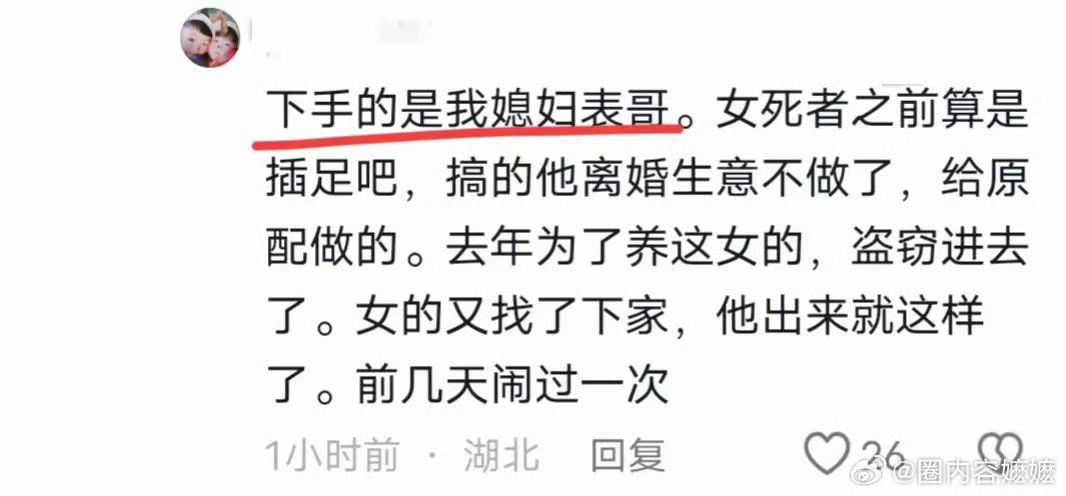 下手的是我媳妇表哥。女死者之前算是
插足吧，搞的他离婚生意不做了，给原
配做的。去年为了养这女的，盗窃进去
了。女的又找了下家，他出来就这样
了。前几天闹过一次
1小时前 · 湖北 回复 26
@圈内容嬷嬷